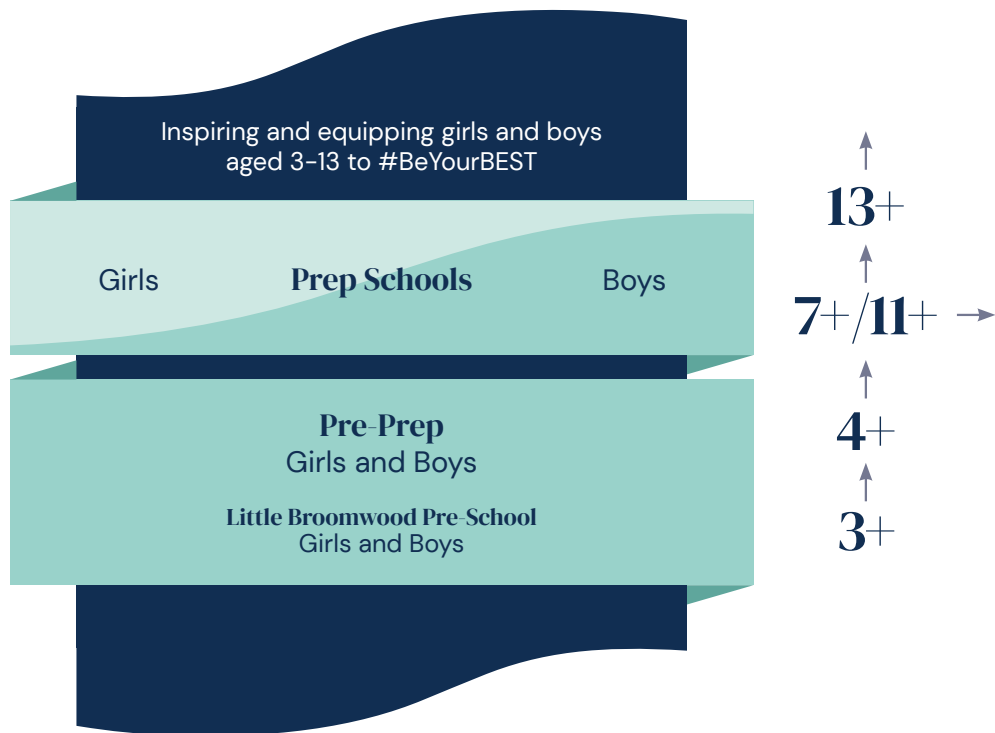 Inspiring and equipping girls and boys
aged 3-13 to #BeYourBEST
Girls
Prep Schools
Boys
Pre-Prep
Girls and Boys
Little Broomwood Pre-School
Girls and Boys
13+
7+/11+
4+
3+